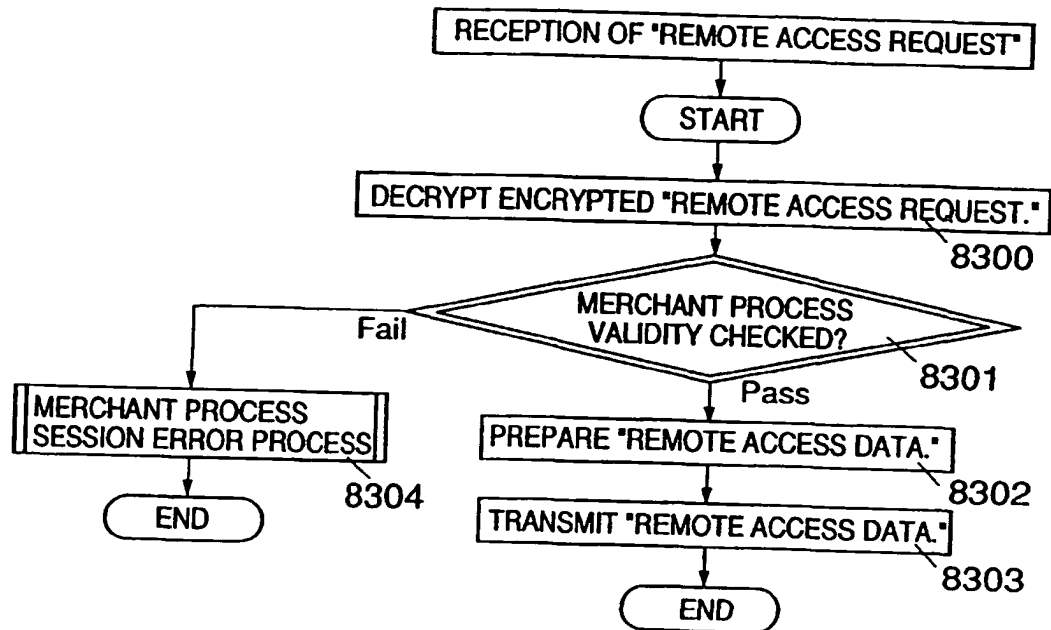 RECEPTION OF "REMOTE ACCESS REQUEST"
START
DECRYPT ENCRYPTED "REMOTE ACCESS REQUEST."
8300
MERCHANT PROCESS
VALIDITY CHECKED?
8301
Fail
Pass
MERCHANT PROCESS
SESSION ERROR PROCESS
8304
END
PREPARE "REMOTE ACCESS DATA."
8302
TRANSMIT "REMOTE ACCESS DATA."
8303
END